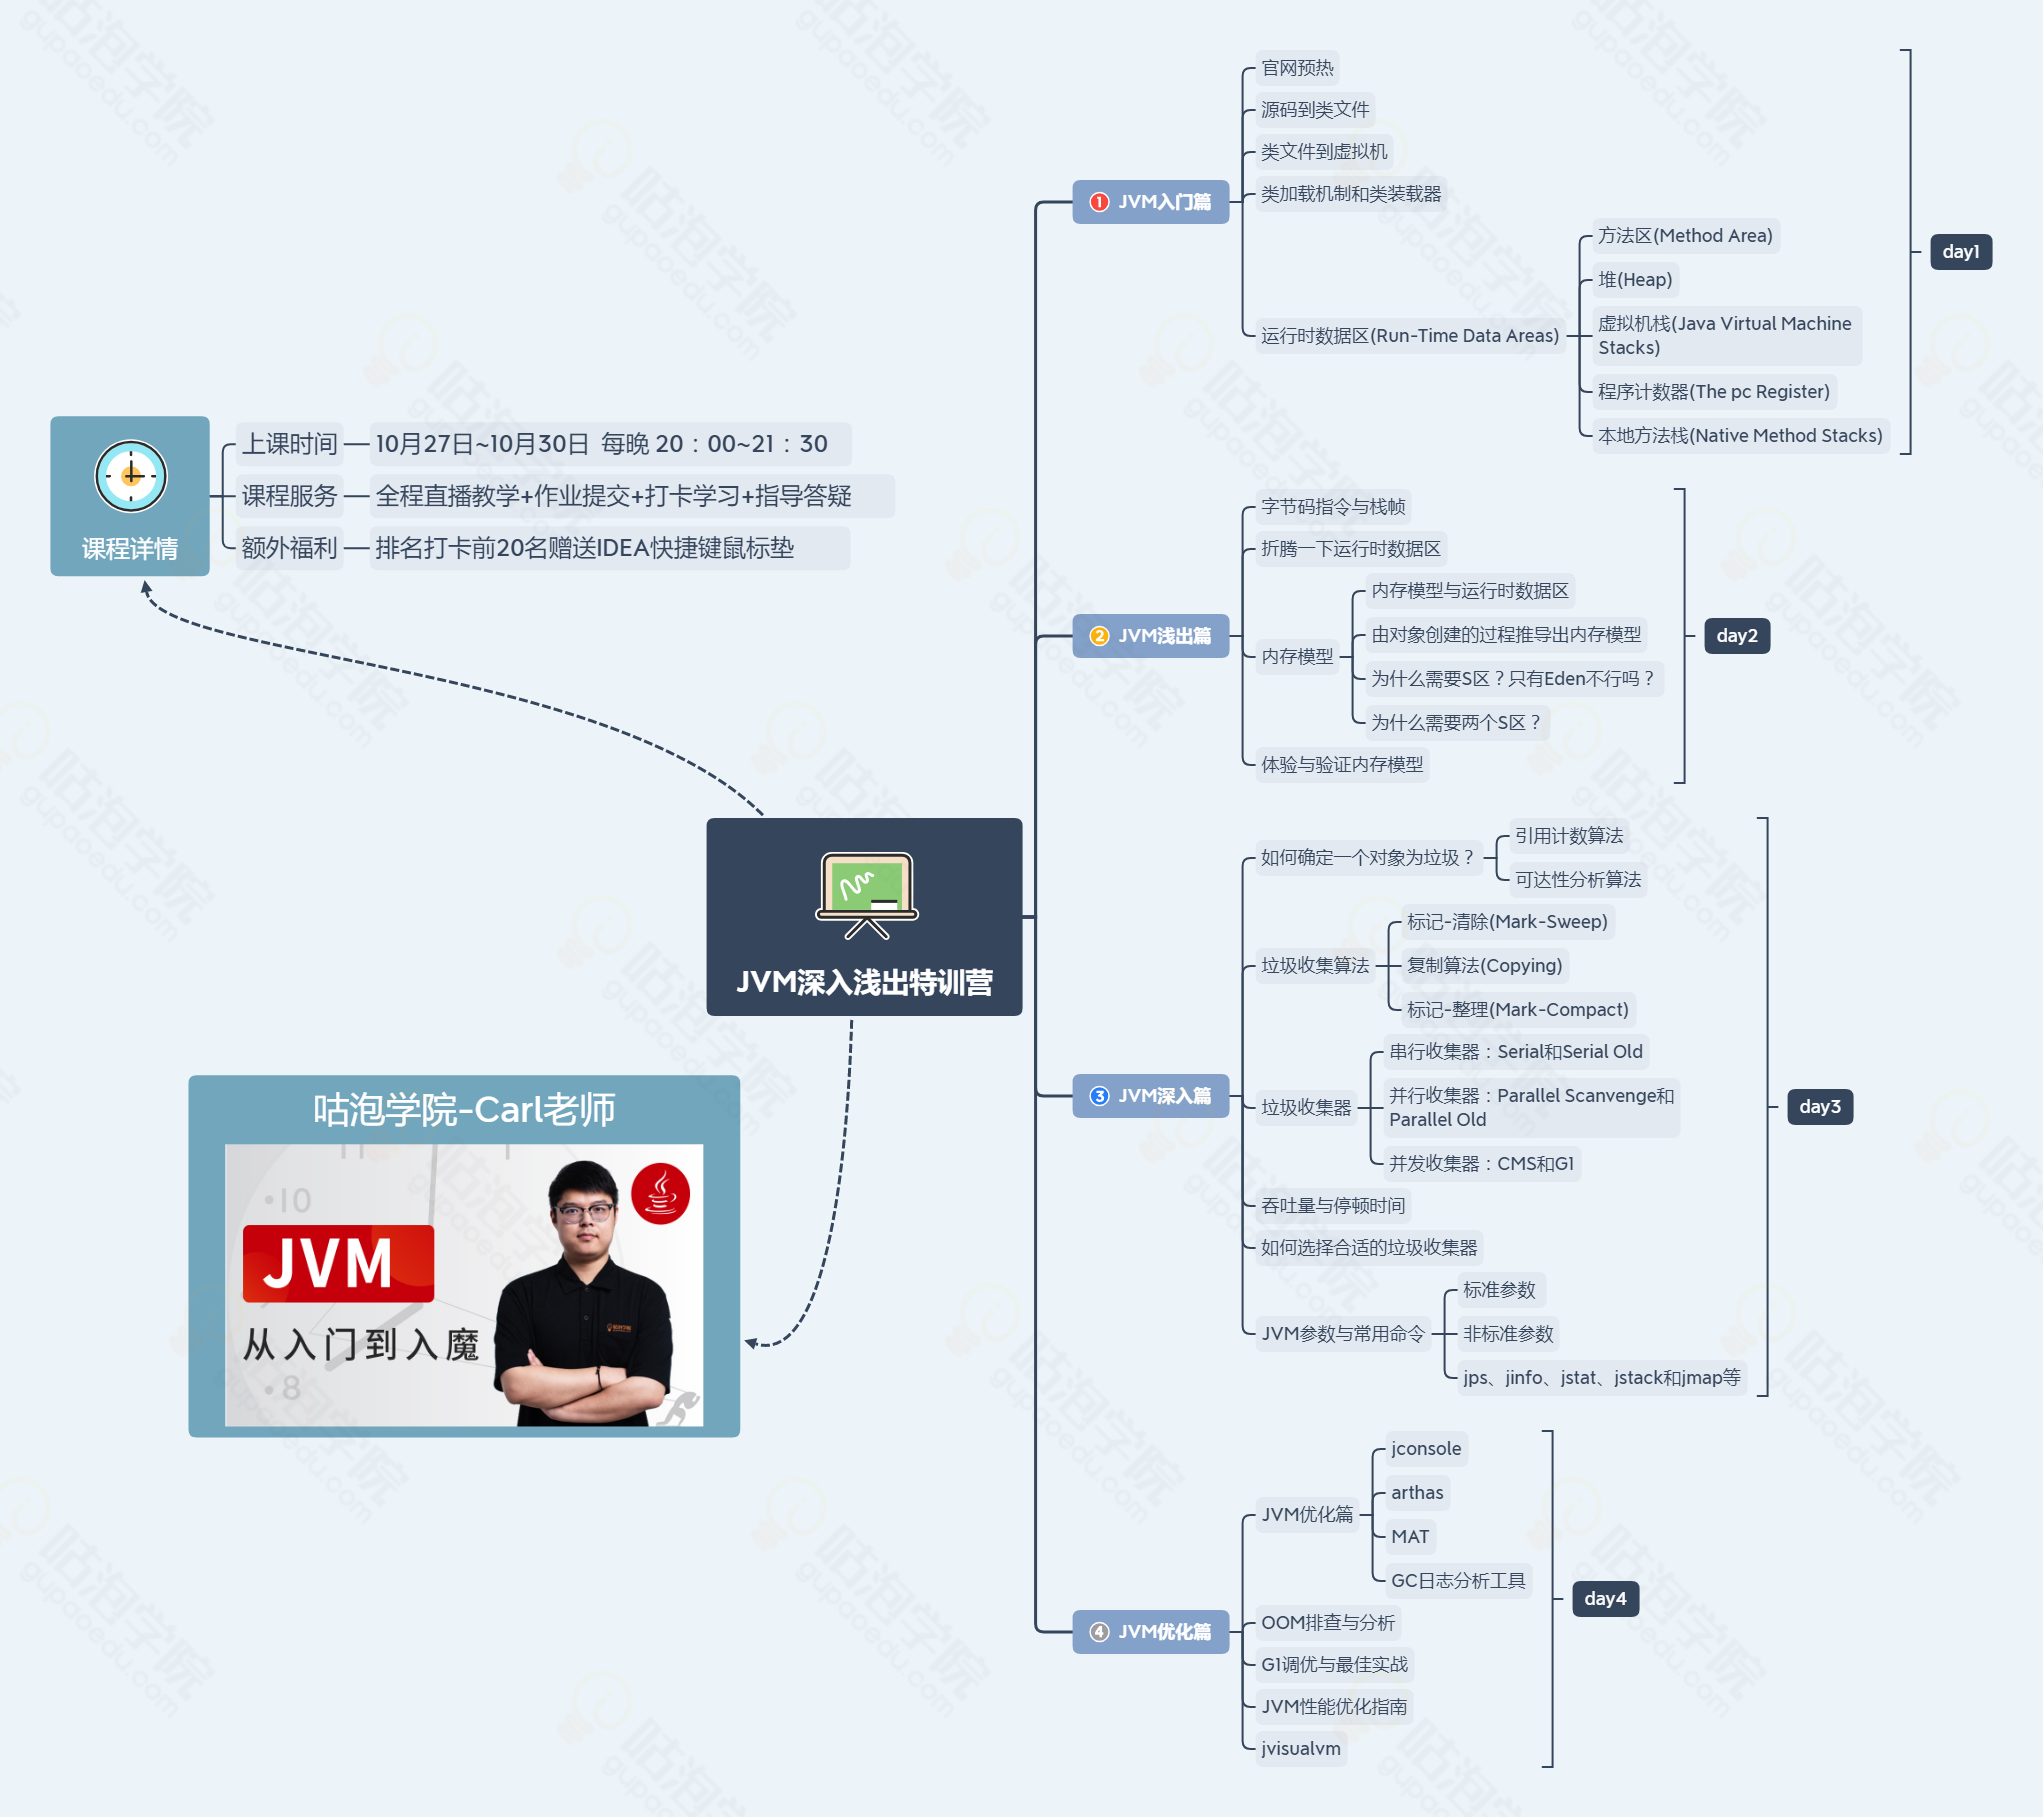 JVM深入浅出特训营
课程详情
上课时间
10月27日~10月30日 每晚 20：00~21：30
课程服务
全程直播教学+作业提交+打卡学习+指导答疑
额外福利
排名打卡前20名赠送IDEA快捷键鼠标垫
咕泡学院-Carl老师
10
JVM
从入门到入魔
8
1 JVM入门篇
官网预热
源码到类文件
类文件到虚拟机
类加载机制和类装载器
运行时数据区(Run-Time Data Areas)
方法区(Method Area)
堆(Heap)
虚拟机栈(Java Virtual Machine
Stacks)
程序计数器(The pc Register)
本地方法栈(Native Method Stacks)
day1
2 JVM浅出篇
字节码指令与栈帧
折腾一下运行时数据区
内存模型
内存模型与运行时数据区
由对象创建的过程推导出内存模型
为什么需要S区？只有Eden不行吗？
为什么需要两个S区？
体验与验证内存模型
day2
3 JVM深入篇
如何确定一个对象为垃圾？
引用计数算法
可达性分析算法
垃圾收集算法
标记-清除(Mark-Sweep)
复制算法(Copying)
标记-整理(Mark-Compact)
垃圾收集器
串行收集器：Serial和Serial Old
并行收集器：Parallel Scanvenge和
Parallel Old
并发收集器：CMS和G1
吞吐量与停顿时间
如何选择合适的垃圾收集器
JVM参数与常用命令
标准参数
非标准参数
jps、jinfo、jstat、jstack和jmap等
day3
4 JVM优化篇
JVM优化篇
jconsole
arthas
MAT
GC日志分析工具
OOM排查与分析
G1调优与最佳实战
JVM性能优化指南
jvisualvm
day4
咕泡学院
gupaoedu.com